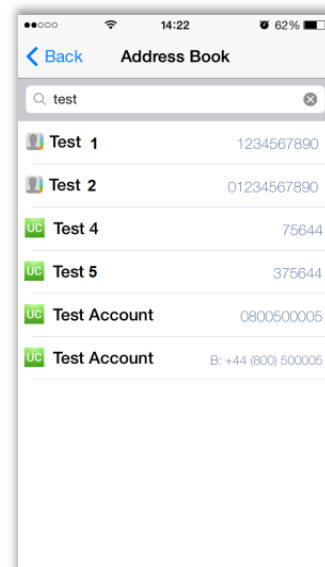 14:22 62%
Back Address Book
test
Test 1 1234567890
Test 2 01234567890
UC Test 4 75644
UC Test 5 375644
UC Test Account 0800500005
UC Test Account B: +44 (800) 500005